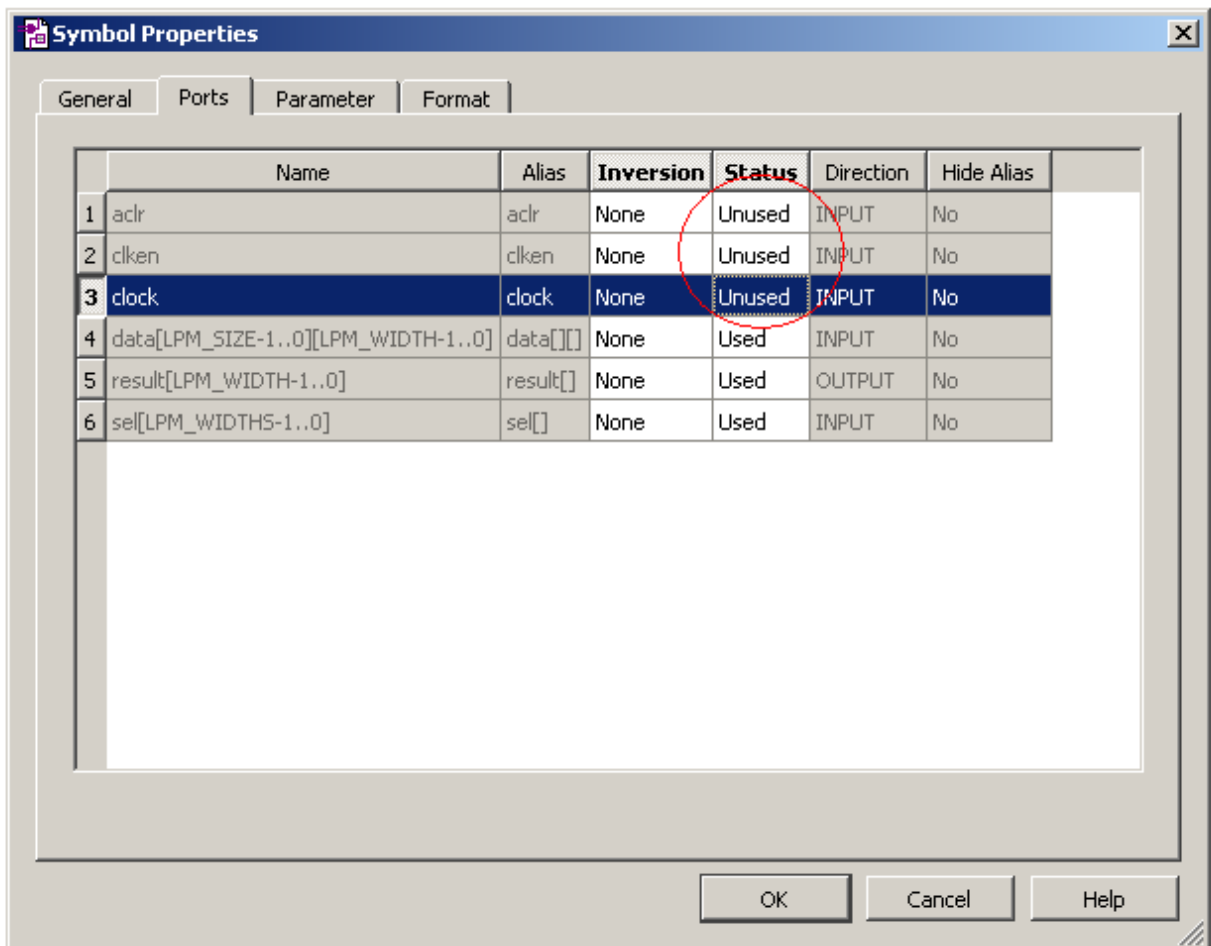 Symbol Properties
General Ports Parameter Format
Name Alias Inversion Status Direction Hide Alias
1 aclr aclr None Unused INPUT No
2 clken clken None Unused INPUT No
3 clock clock None Unused INPUT No
4 data[LPM_SIZE-1..0][LPM_WIDTH-1..0] data[][] None Used INPUT No
5 result[LPM_WIDTH-1..0] result[] None Used OUTPUT No
6 sel[LPM_WIDTHS-1..0] sel[] None Used INPUT No
OK Cancel Help